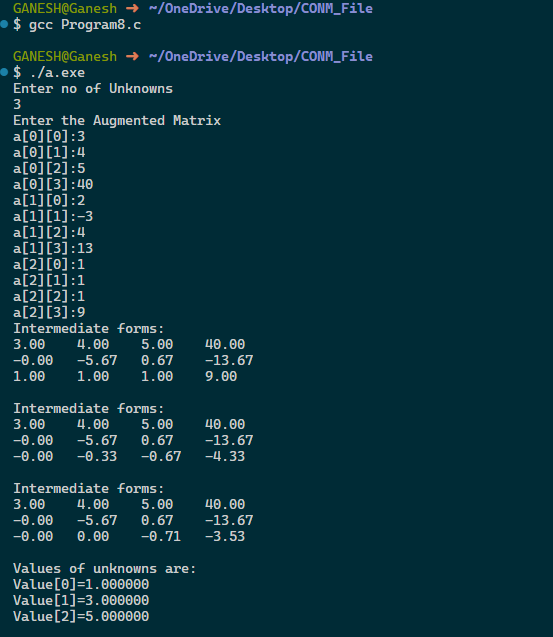 GANESH@Ganesh → ~/OneDrive/Desktop/CONM_File
$ gcc Program8.c
GANESH@Ganesh → ~/OneDrive/Desktop/CONM_File
$ ./a.exe
Enter no of Unknowns
3
Enter the Augmented Matrix
a[0][0]:3
a[0][1]:4
a[0][2]:5
a[0][3]:40
a[1][0]:2
a[1][1]:-3
a[1][2]:4
a[1][3]:13
a[2][0]:1
a[2][1]:1
a[2][2]:1
a[2][3]:9
Intermediate forms:
3.00 4.00 5.00 40.00
-0.00 -5.67 0.67 -13.67
1.00 1.00 1.00 9.00
Intermediate forms:
3.00 4.00 5.00 40.00
-0.00 -5.67 0.67 -13.67
-0.00 -0.33 -0.67 -4.33
Intermediate forms:
3.00 4.00 5.00 40.00
-0.00 -5.67 0.67 -13.67
-0.00 0.00 -0.71 -3.53
Values of unknowns are:
Value[0]=1.000000
Value[1]=3.000000
Value[2]=5.000000